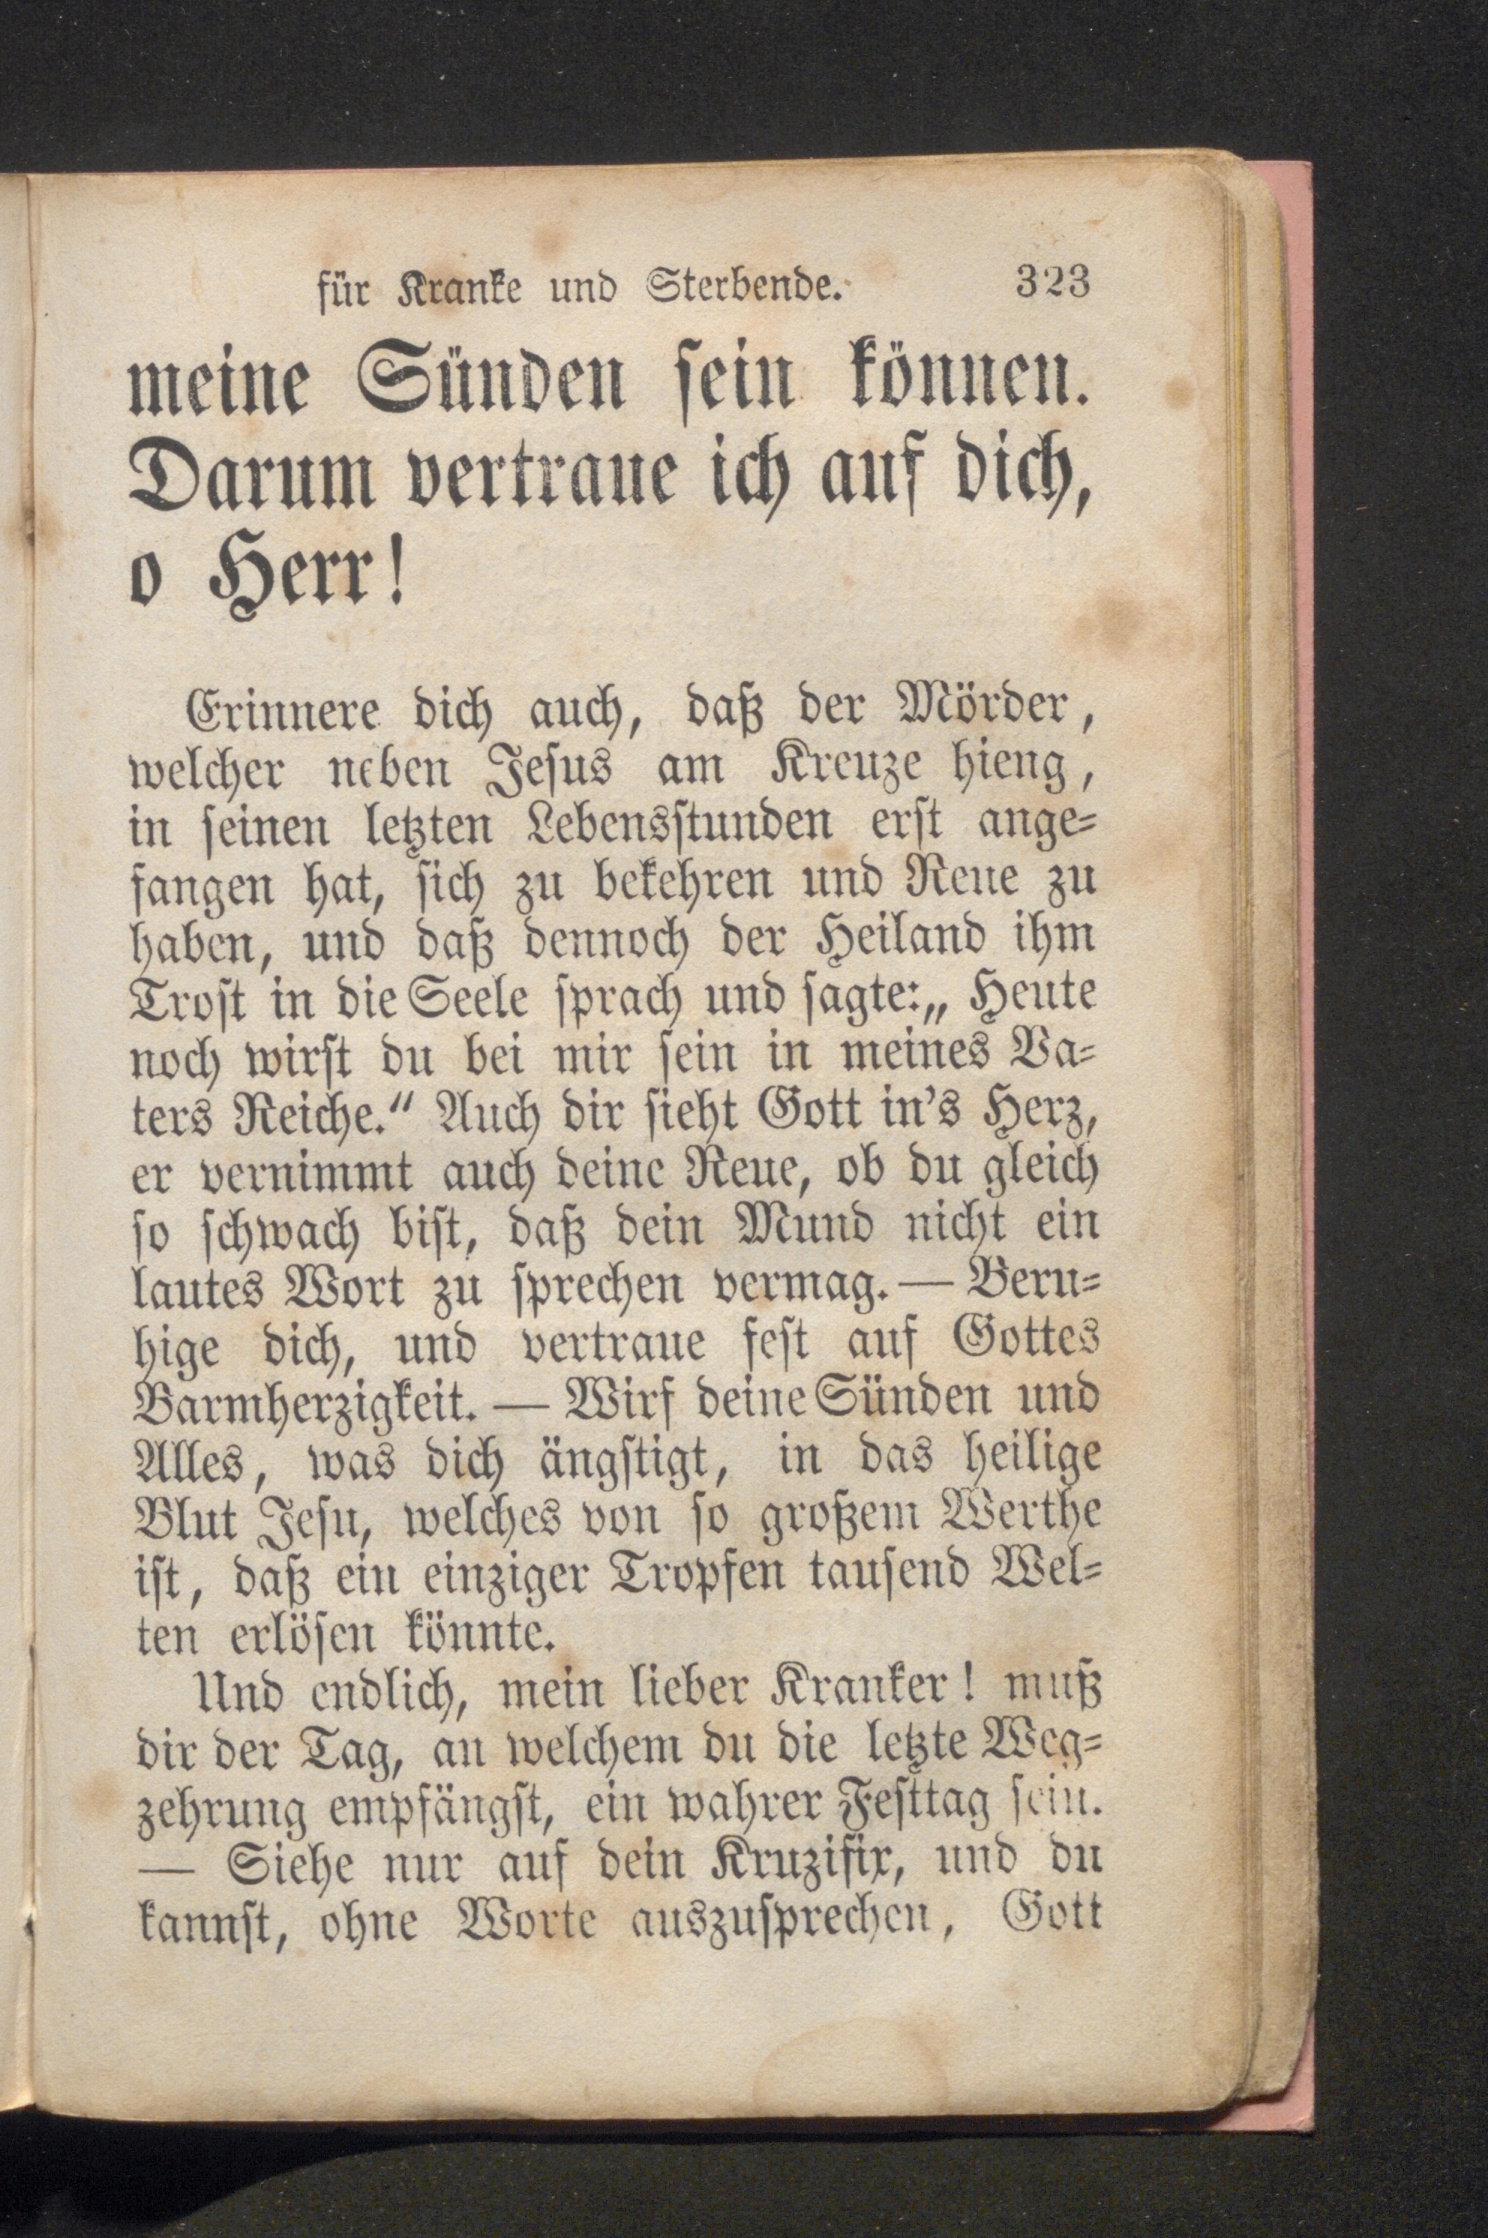 für Kranke und Sterbende. 323
meine Sünden sein können.
Darum vertraue ich auf dich,
o Herr!
Erinnere dich auch, daß der Mörder,
welcher neben Jesus am Kreuze hieng,
in seinen letzten Lebensstunden erst ange-
fangen hat, sich zu bekehren und Reue zu
haben, und daß dennoch der Heiland ihm
Trost in die Seele sprach und sagte: „Heute
noch wirst du bei mir sein in meines Va-
ters Reiche.“ Auch dir sieht Gott in's Herz,
er vernimmt auch deine Reue, ob du gleich
so schwach bist, daß dein Mund nicht ein
lautes Wort zu sprechen vermag. — Beru-
hige dich, und vertraue fest auf Gottes
Barmherzigkeit. — Wirf deine Sünden und
Alles, was dich ängstigt, in das heilige
Blut Jesu, welches von so großem Werthe
ist, daß ein einziger Tropfen tausend Wel-
ten erlösen könnte.
Und endlich, mein lieber Kranker! muß
dir der Tag, an welchem du die letzte Weg-
zehrung empfängst, ein wahrer Festtag sein.
— Siehe nur auf dein Kruzifix, und du
kannst, ohne Worte auszusprechen, Gott